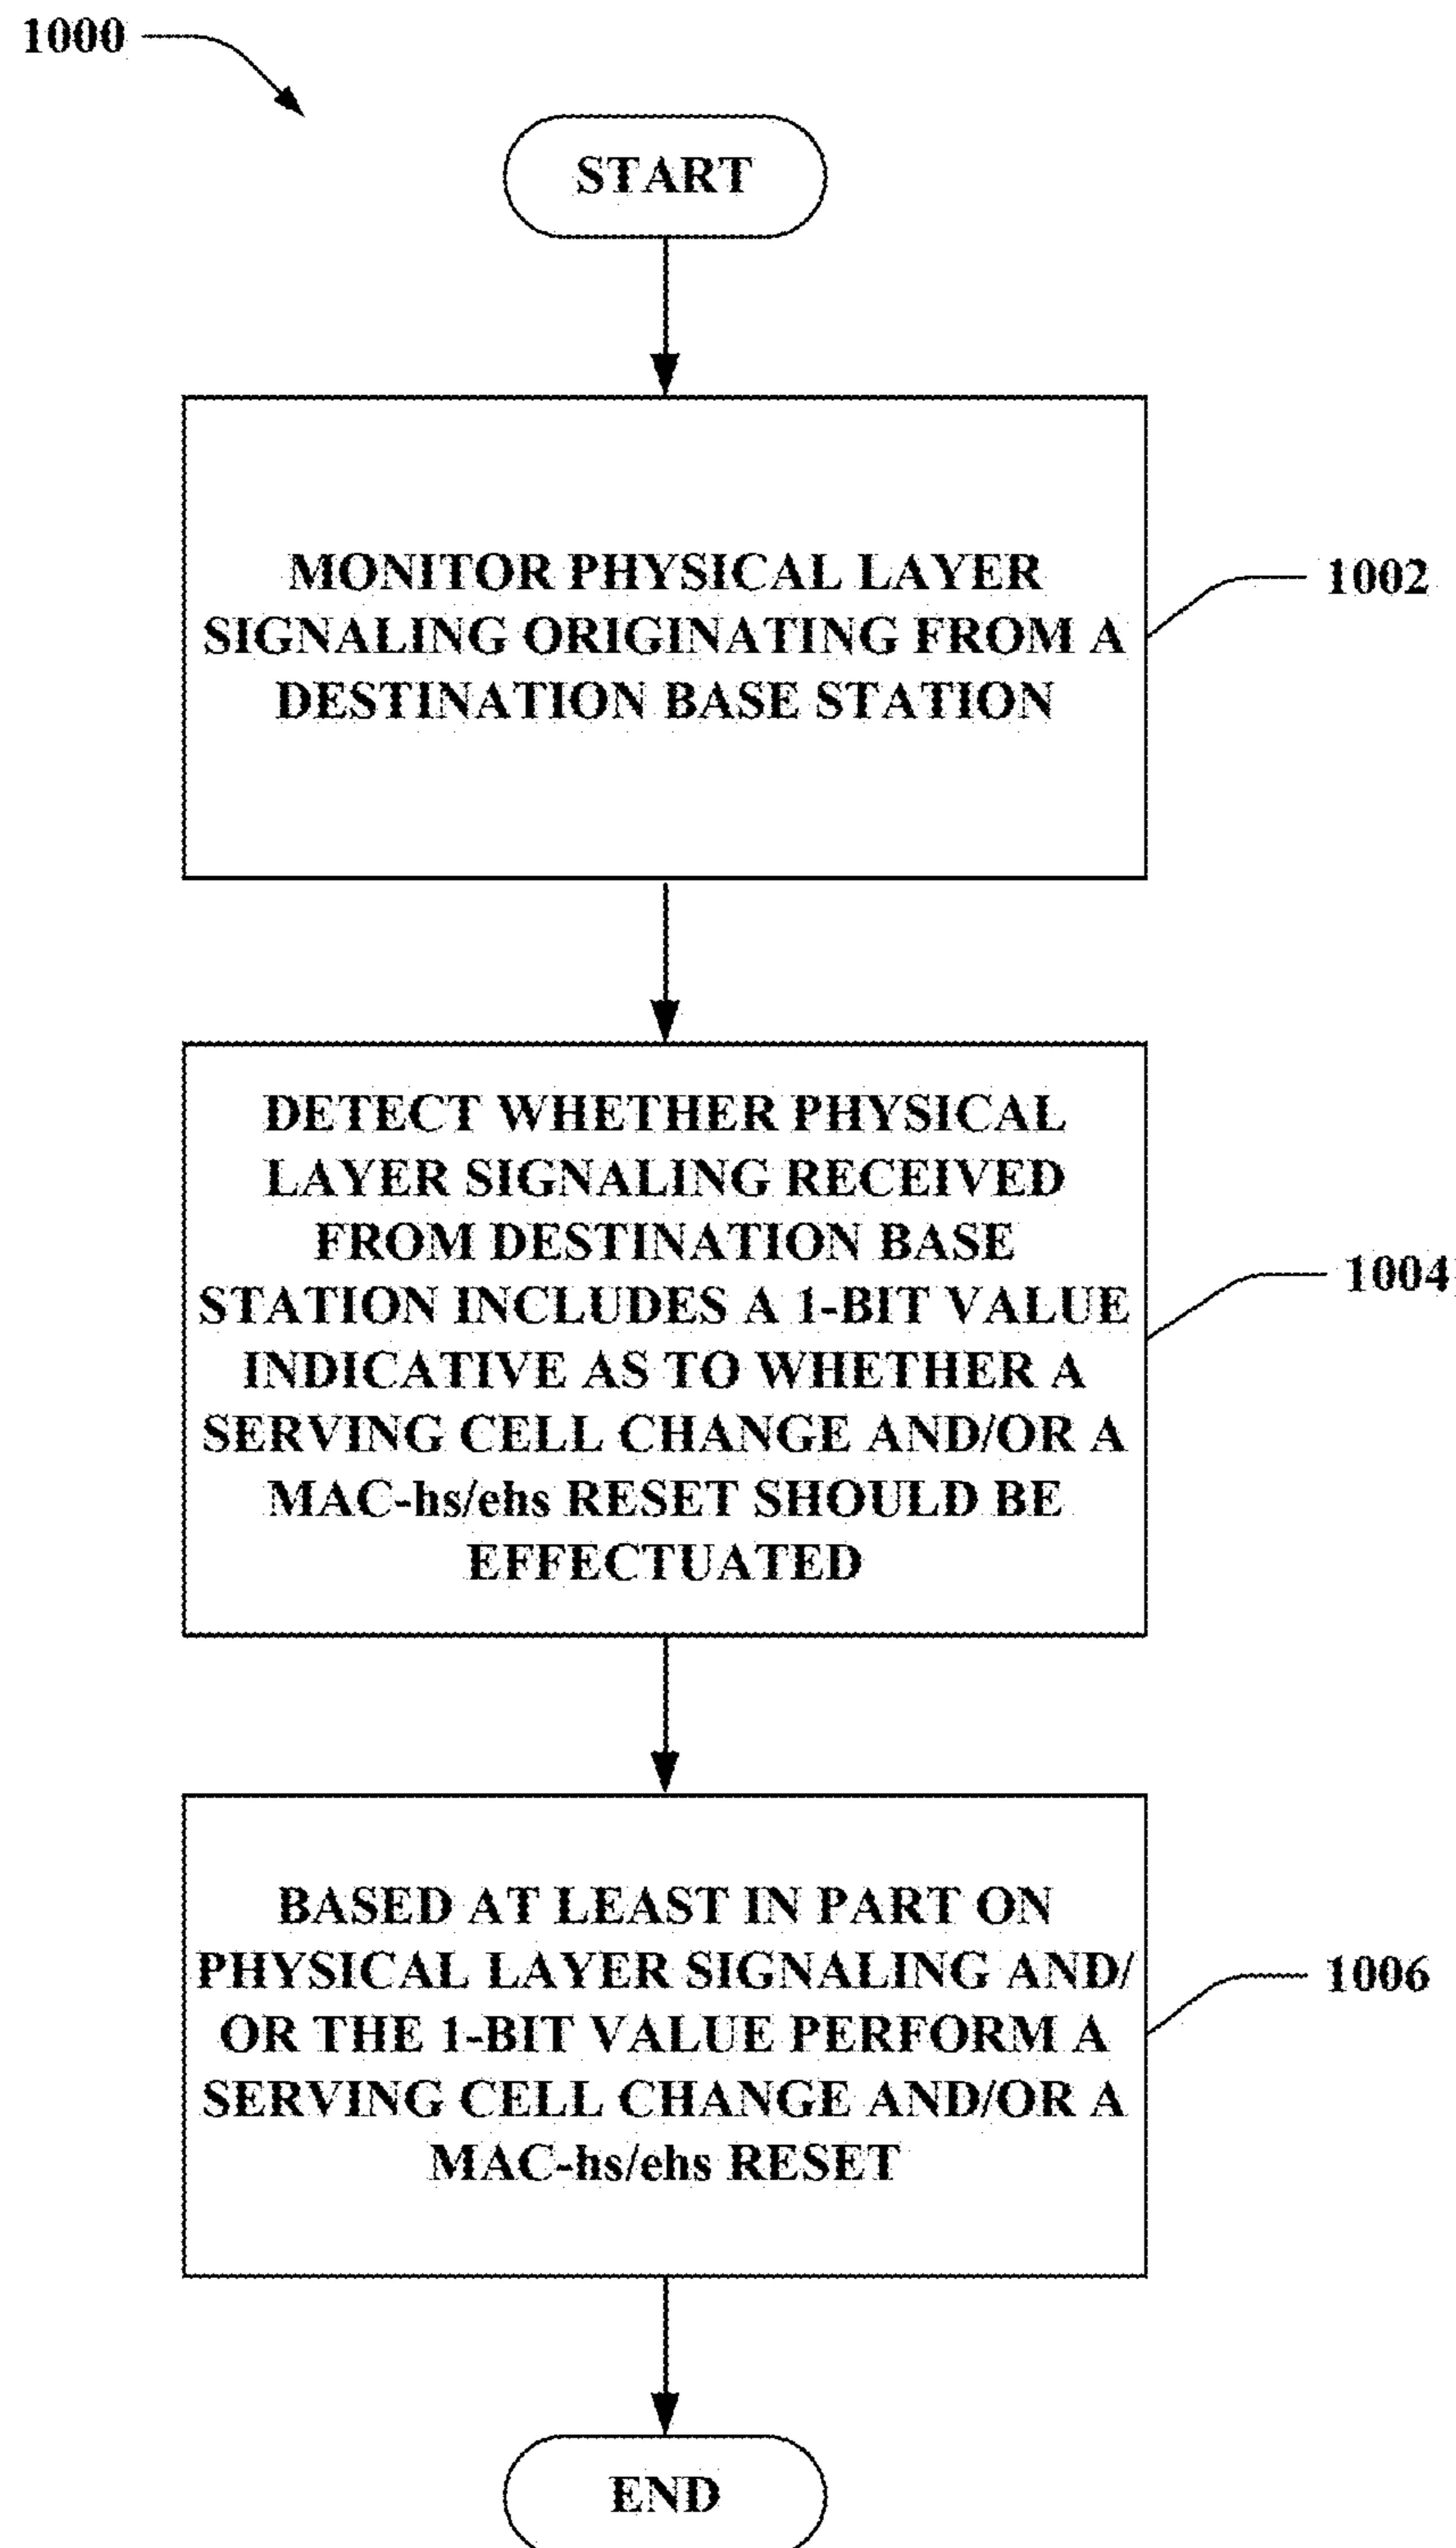 1000
START
MONITOR PHYSICAL LAYER
SIGNALING ORIGINATING FROM A
DESTINATION BASE STATION
1002
DETECT WHETHER PHYSICAL
LAYER SIGNALING RECEIVED
FROM DESTINATION BASE
STATION INCLUDES A 1-BIT VALUE
INDICATIVE AS TO WHETHER A
SERVING CELL CHANGE AND/OR A
MAC-hs/ehs RESET SHOULD BE
EFFECTUATED
1004
BASED AT LEAST IN PART ON
PHYSICAL LAYER SIGNALING AND/
OR THE 1-BIT VALUE PERFORM A
SERVING CELL CHANGE AND/OR A
MAC-hs/ehs RESET
1006
END